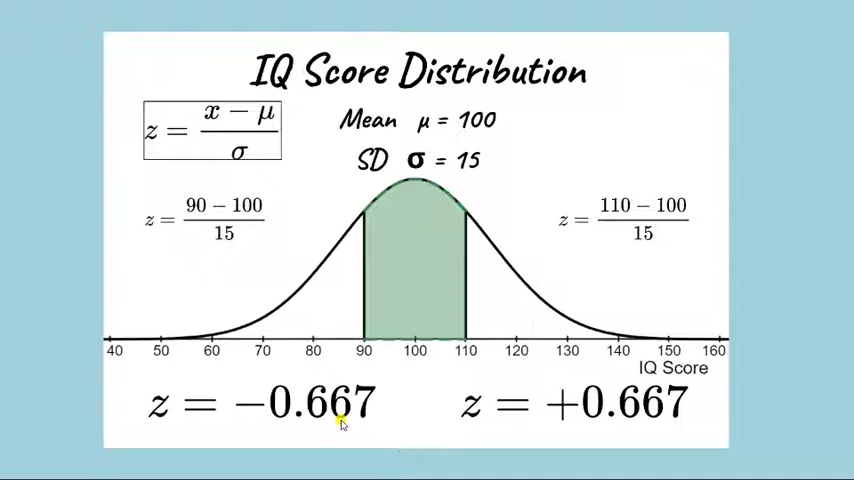 IQ Score Distribution
z = (x − μ) / σ
Mean μ = 100
SD σ = 15
z = (90 − 100) / 15
z = (110 − 100) / 15
40 50 60 70 80 90 100 110 120 130 140 150 160
IQ Score
z = −0.667
z = +0.667